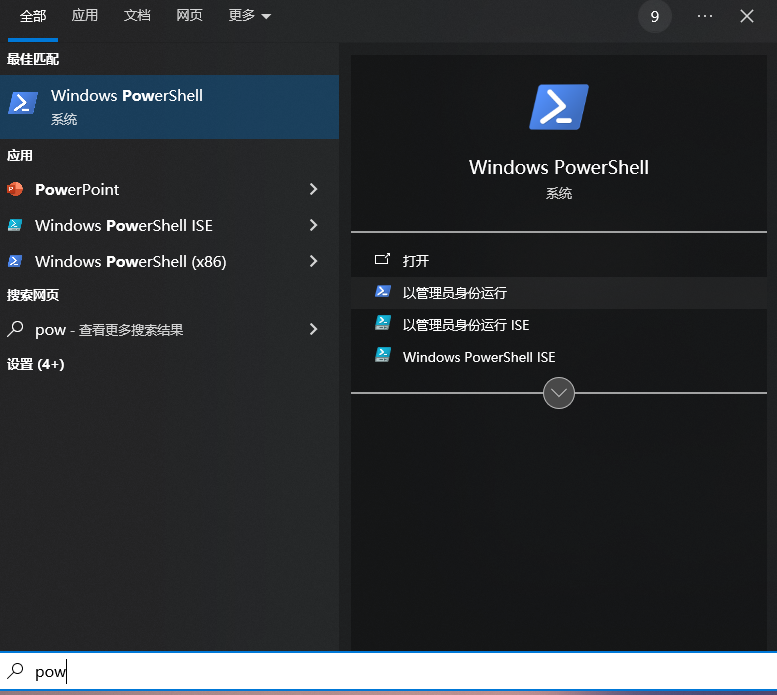 全部 应用 文档 网页 更多 9
最佳匹配
Windows PowerShell
系统
应用
PowerPoint
Windows PowerShell ISE
Windows PowerShell (x86)
搜索网页
pow - 查看更多搜索结果
设置 (4+)
Windows PowerShell
系统
打开
以管理员身份运行
以管理员身份运行 ISE
Windows PowerShell ISE
pow